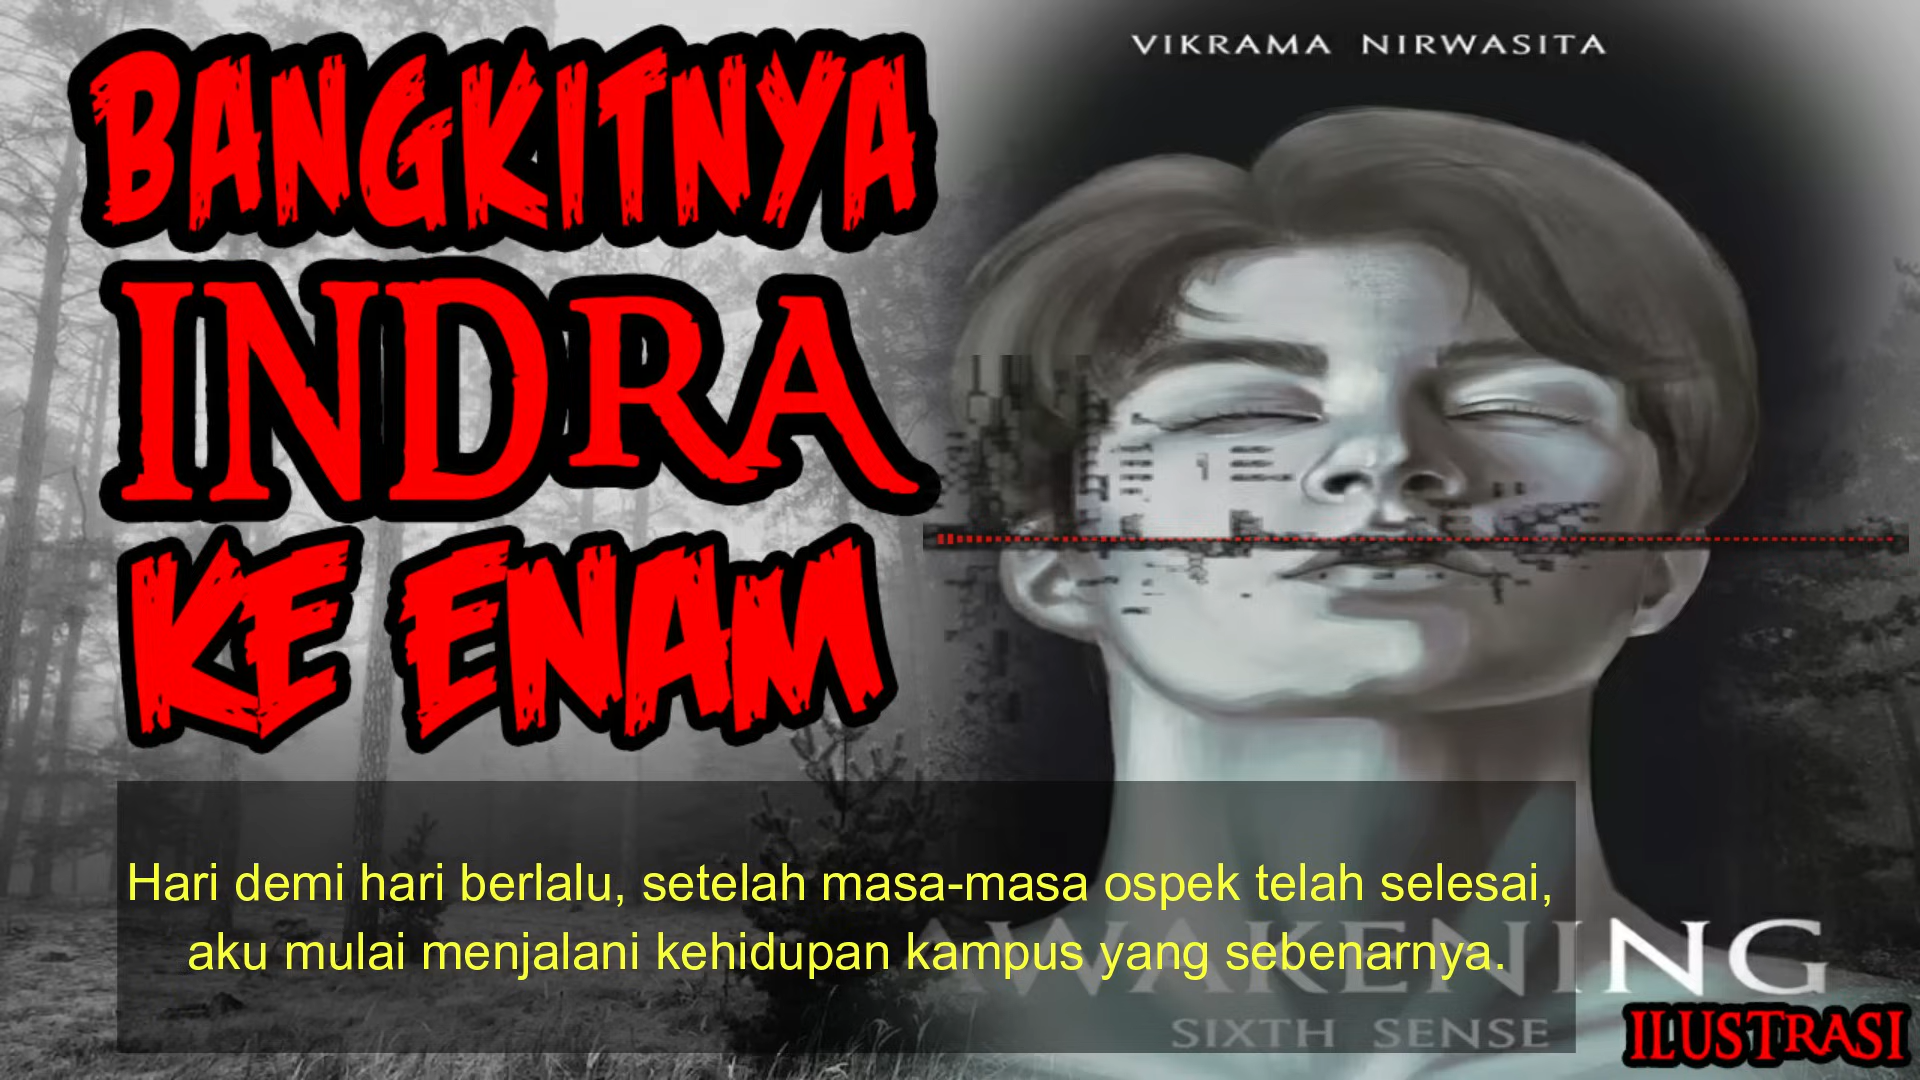 BANGKITNYA
INDRA
KE ENAM
VIKRAMA NIRWASITA
Hari demi hari berlalu, setelah masa-masa ospek telah selesai,
aku mulai menjalani kehidupan kampus yang sebenarnya.
AWAKENING
SIXTH SENSE
ILUSTRASI